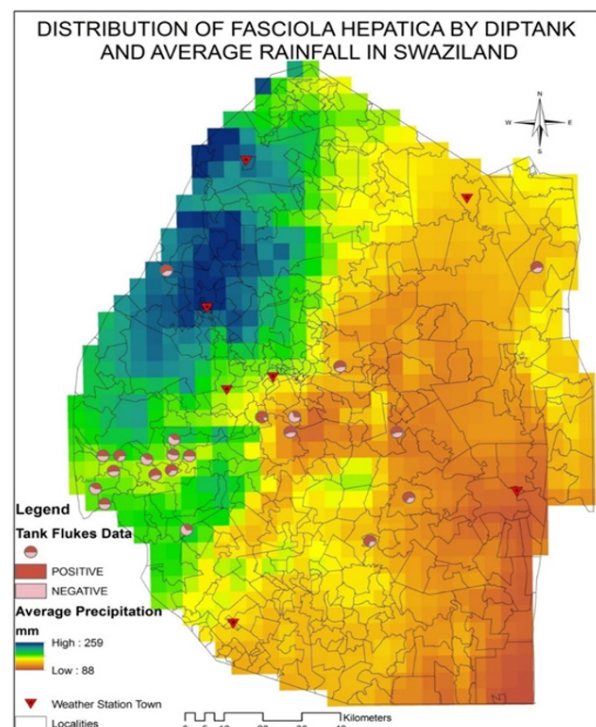 DISTRIBUTION OF FASCIOLA HEPATICA BY DIPTANK
AND AVERAGE RAINFALL IN SWAZILAND
N
W E
S
Legend
Tank Flukes Data
POSITIVE
NEGATIVE
Average Precipitation
mm
High : 259
Low : 88
Weather Station Town
Localities
Kilometers